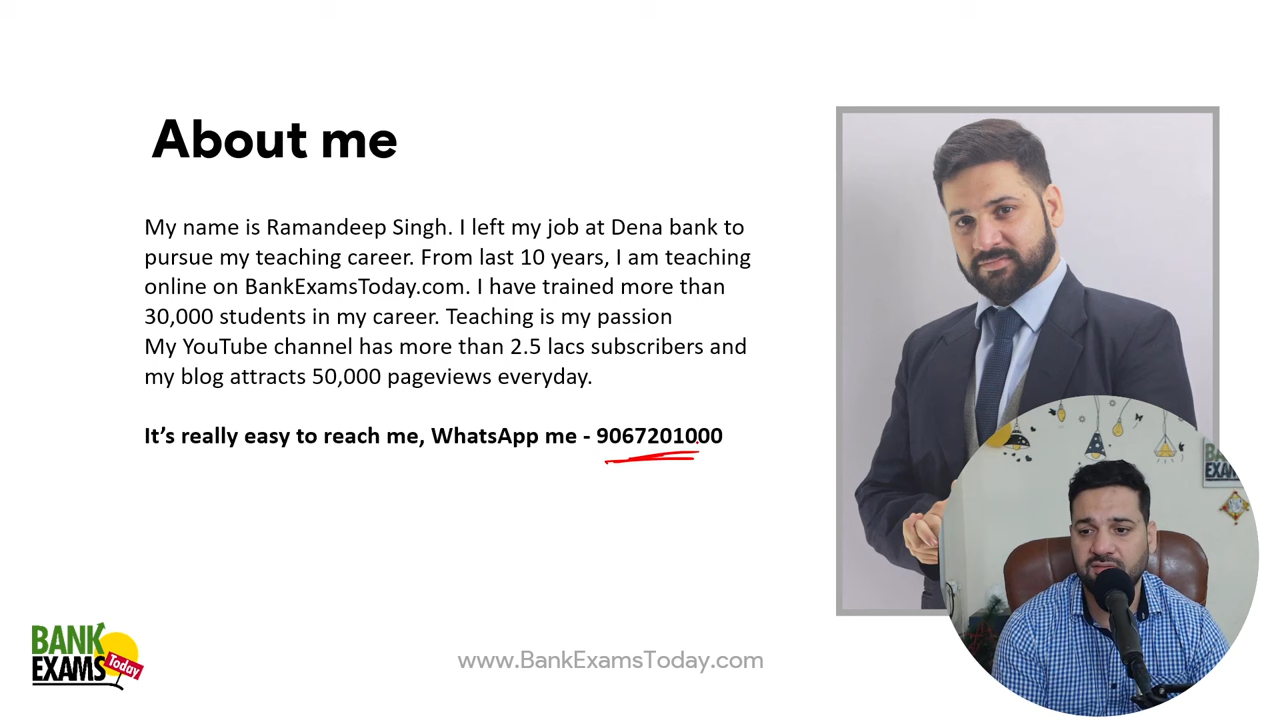 About me
My name is Ramandeep Singh. I left my job at Dena bank to
pursue my teaching career. From last 10 years, I am teaching
online on BankExamsToday.com. I have trained more than
30,000 students in my career. Teaching is my passion
My YouTube channel has more than 2.5 lacs subscribers and
my blog attracts 50,000 pageviews everyday.
It’s really easy to reach me, WhatsApp me - 9067201000
BANK
EXAMS
Today
www.BankExamsToday.com